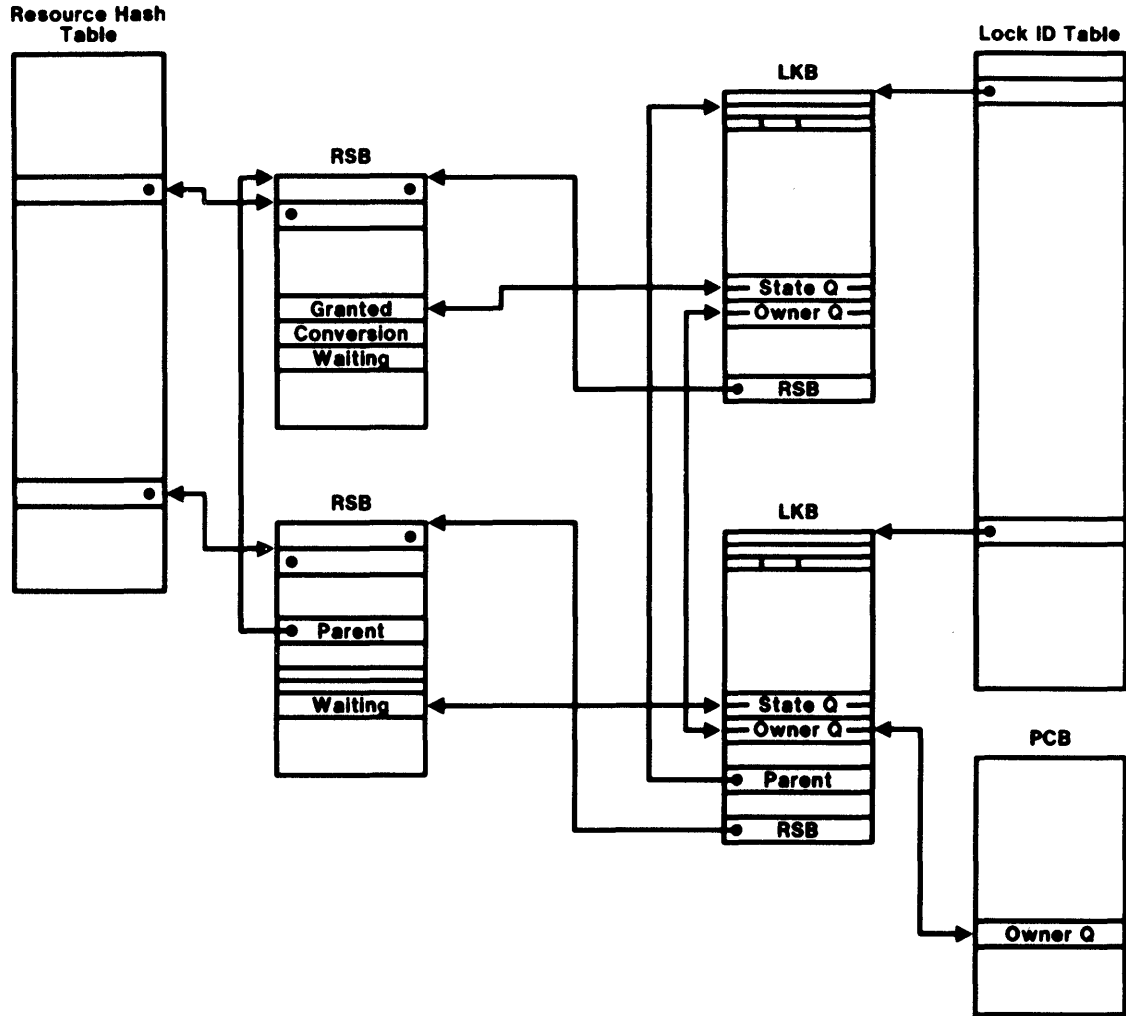 Resource Hash
Table
Lock ID Table
LKB
RSB
Granted
Conversion
Waiting
State Q
Owner Q
RSB
RSB
Parent
Waiting
LKB
State Q
Owner Q
Parent
RSB
PCB
Owner Q